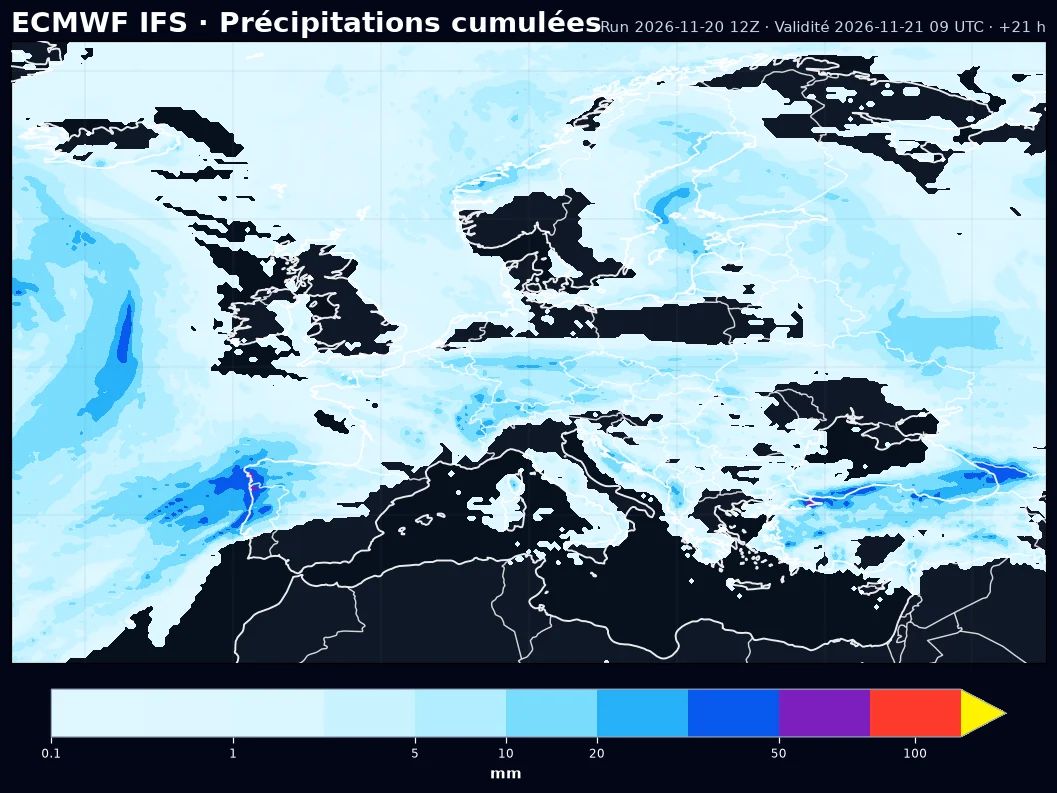 ECMWF IFS · Précipitations cumulées
Run 2026-11-20 12Z · Validité 2026-11-21 09 UTC · +21 h
0.1 1 5 10 20 50 100
mm